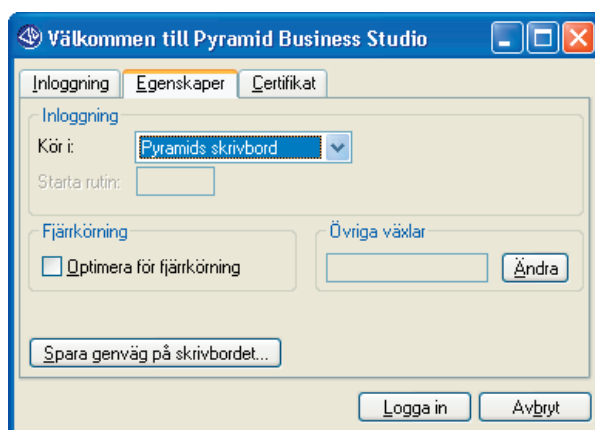 Välkommen till Pyramid Business Studio
Inloggning Egenskaper Certifikat
Inloggning
Kör i: Pyramids skrivbord
Starta rutin:
Fjärrkörning
Optimera för fjärrkörning
Övriga växlar
Ändra
Spara genväg på skrivbordet...
Logga in Avbryt